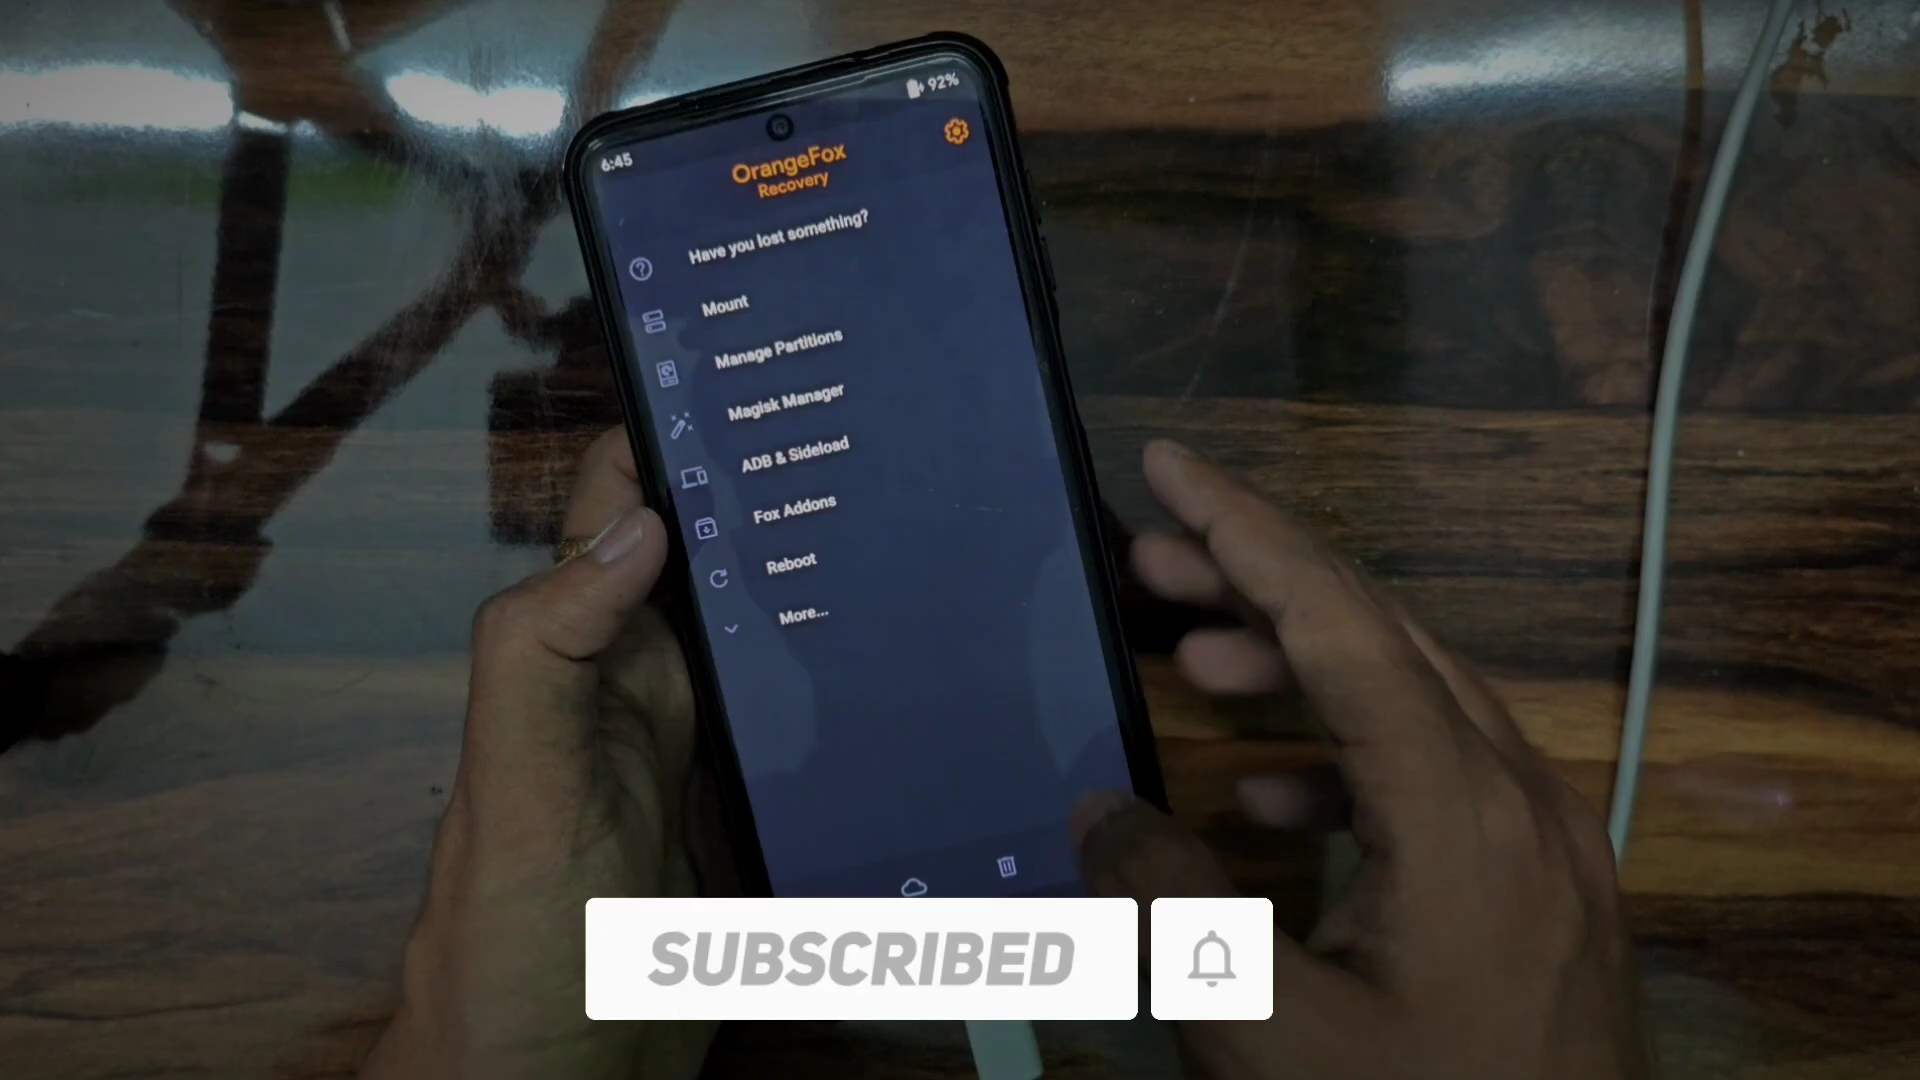 6:45
92%
OrangeFox
Recovery
Have you lost something?
Mount
Manage Partitions
Magisk Manager
ADB & Sideload
Fox Addons
Reboot
More...
SUBSCRIBED